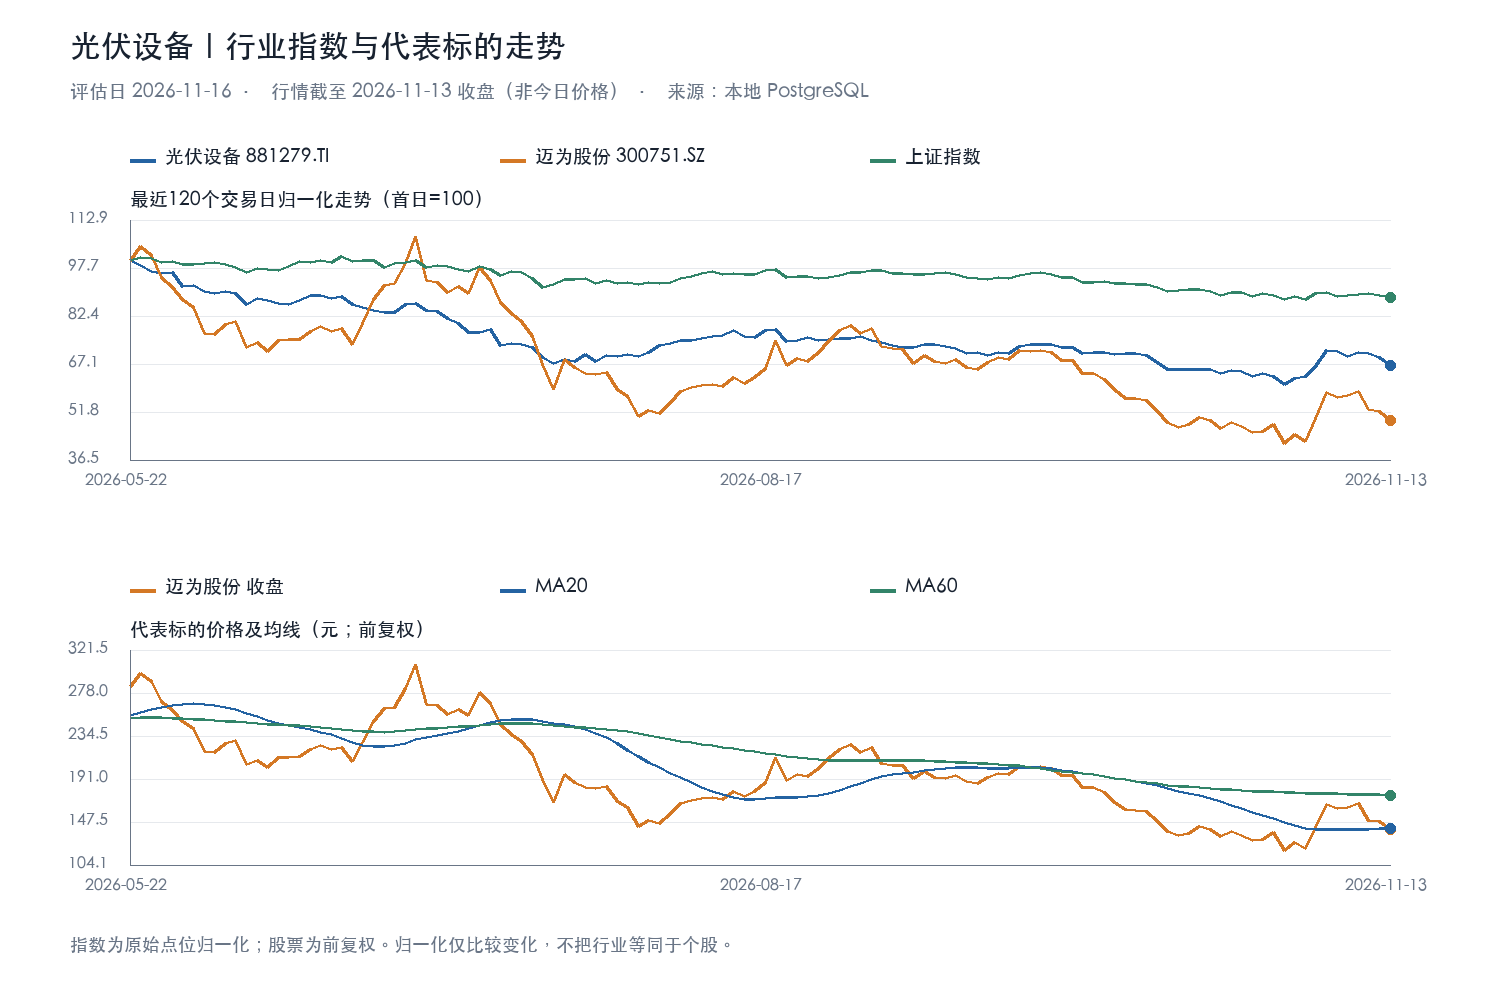 光伏设备｜行业指数与代表标的走势
评估日 2026-11-16 · 行情截至 2026-11-13 收盘（非今日价格） · 来源：本地 PostgreSQL
光伏设备 881279.TI 迈为股份 300751.SZ 上证指数
最近120个交易日归一化走势（首日=100）
112.9
97.7
82.4
67.1
51.8
36.5
2026-05-22 2026-08-17 2026-11-13
迈为股份 收盘 MA20 MA60
代表标的价格及均线（元；前复权）
321.5
278.0
234.5
191.0
147.5
104.1
2026-05-22 2026-08-17 2026-11-13
指数为原始点位归一化；股票为前复权。归一化仅比较变化，不把行业等同于个股。